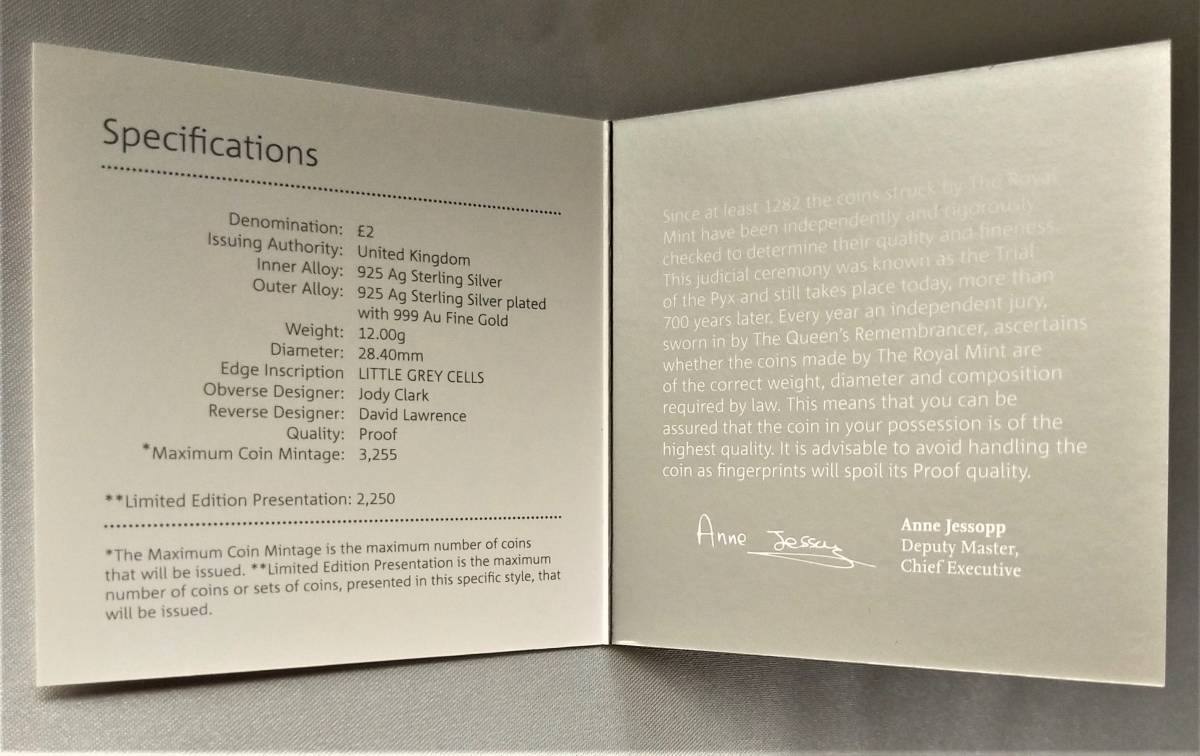 Specifications
Denomination: £2
Issuing Authority: United Kingdom
Inner Alloy: 925 Ag Sterling Silver
Outer Alloy: 925 Ag Sterling Silver plated
with 999 Au Fine Gold
Weight: 12.00g
Diameter: 28.40mm
Edge Inscription LITTLE GREY CELLS
Obverse Designer: Jody Clark
Reverse Designer: David Lawrence
Quality: Proof
*Maximum Coin Mintage: 3,255
**Limited Edition Presentation: 2,250
*The Maximum Coin Mintage is the maximum number of coins
that will be issued. **Limited Edition Presentation is the maximum
number of coins or sets of coins, presented in this specific style, that
will be issued.
Since at least 1282 the coins struck by The Royal
Mint have been independently and rigorously
checked to determine their quality and fineness.
This judicial ceremony was known as the Trial
of the Pyx and still takes place today, more than
700 years later. Every year an independent jury,
sworn in by The Queen's Remembrancer, ascertains
whether the coins made by The Royal Mint are
of the correct weight, diameter and composition
required by law. This means that you can be
assured that the coin in your possession is of the
highest quality. It is advisable to avoid handling the
coin as fingerprints will spoil its Proof quality.
Anne Jessopp
Anne Jessopp
Deputy Master,
Chief Executive